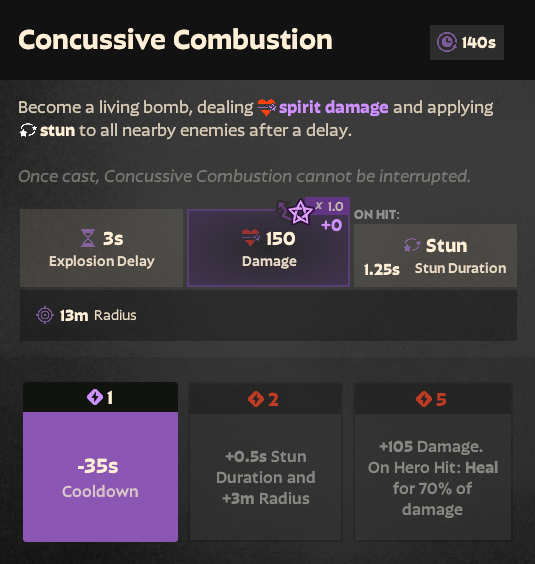 Concussive Combustion
140s
Become a living bomb, dealing spirit damage and applying
stun to all nearby enemies after a delay.
Once cast, Concussive Combustion cannot be interrupted.
x 1.0
+0
ON HIT:
3s
Explosion Delay
150
Damage
Stun
1.25s Stun Duration
13m Radius
1
-35s
Cooldown
2
+0.5s Stun
Duration and
+3m Radius
5
+105 Damage.
On Hero Hit: Heal
for 70% of
damage